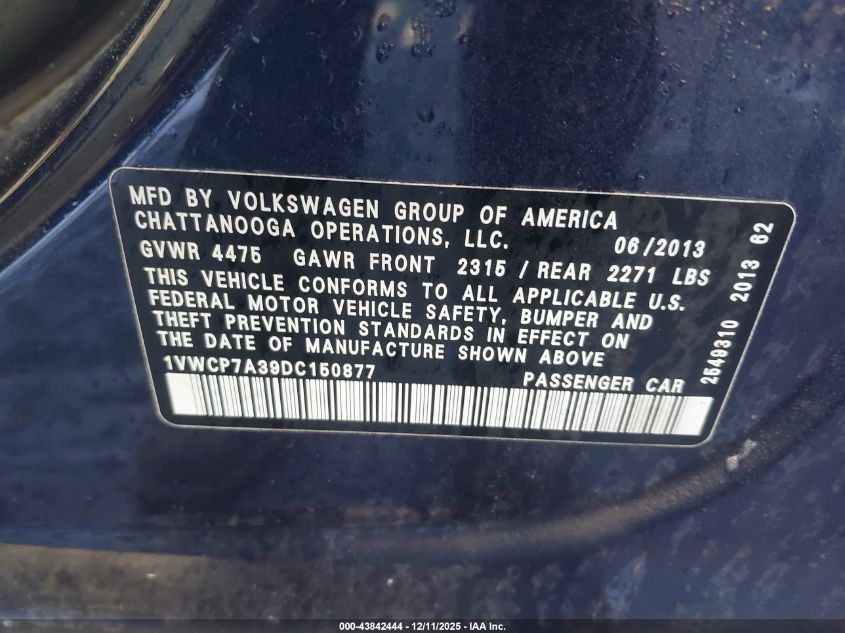 MFD BY VOLKSWAGEN GROUP OF AMERICA
CHATTANOOGA OPERATIONS, LLC. 06/2013
GVWR 4475 GAWR FRONT 2315 / REAR 2271 LBS
THIS VEHICLE CONFORMS TO ALL APPLICABLE U.S.
FEDERAL MOTOR VEHICLE SAFETY, BUMPER AND
THEFT PREVENTION STANDARDS IN EFFECT ON
THE DATE OF MANUFACTURE SHOWN ABOVE
1VWCP7A39DC150877 PASSENGER CAR
2549310 2013 62
000-43842444 - 12/11/2025 - IAA Inc.